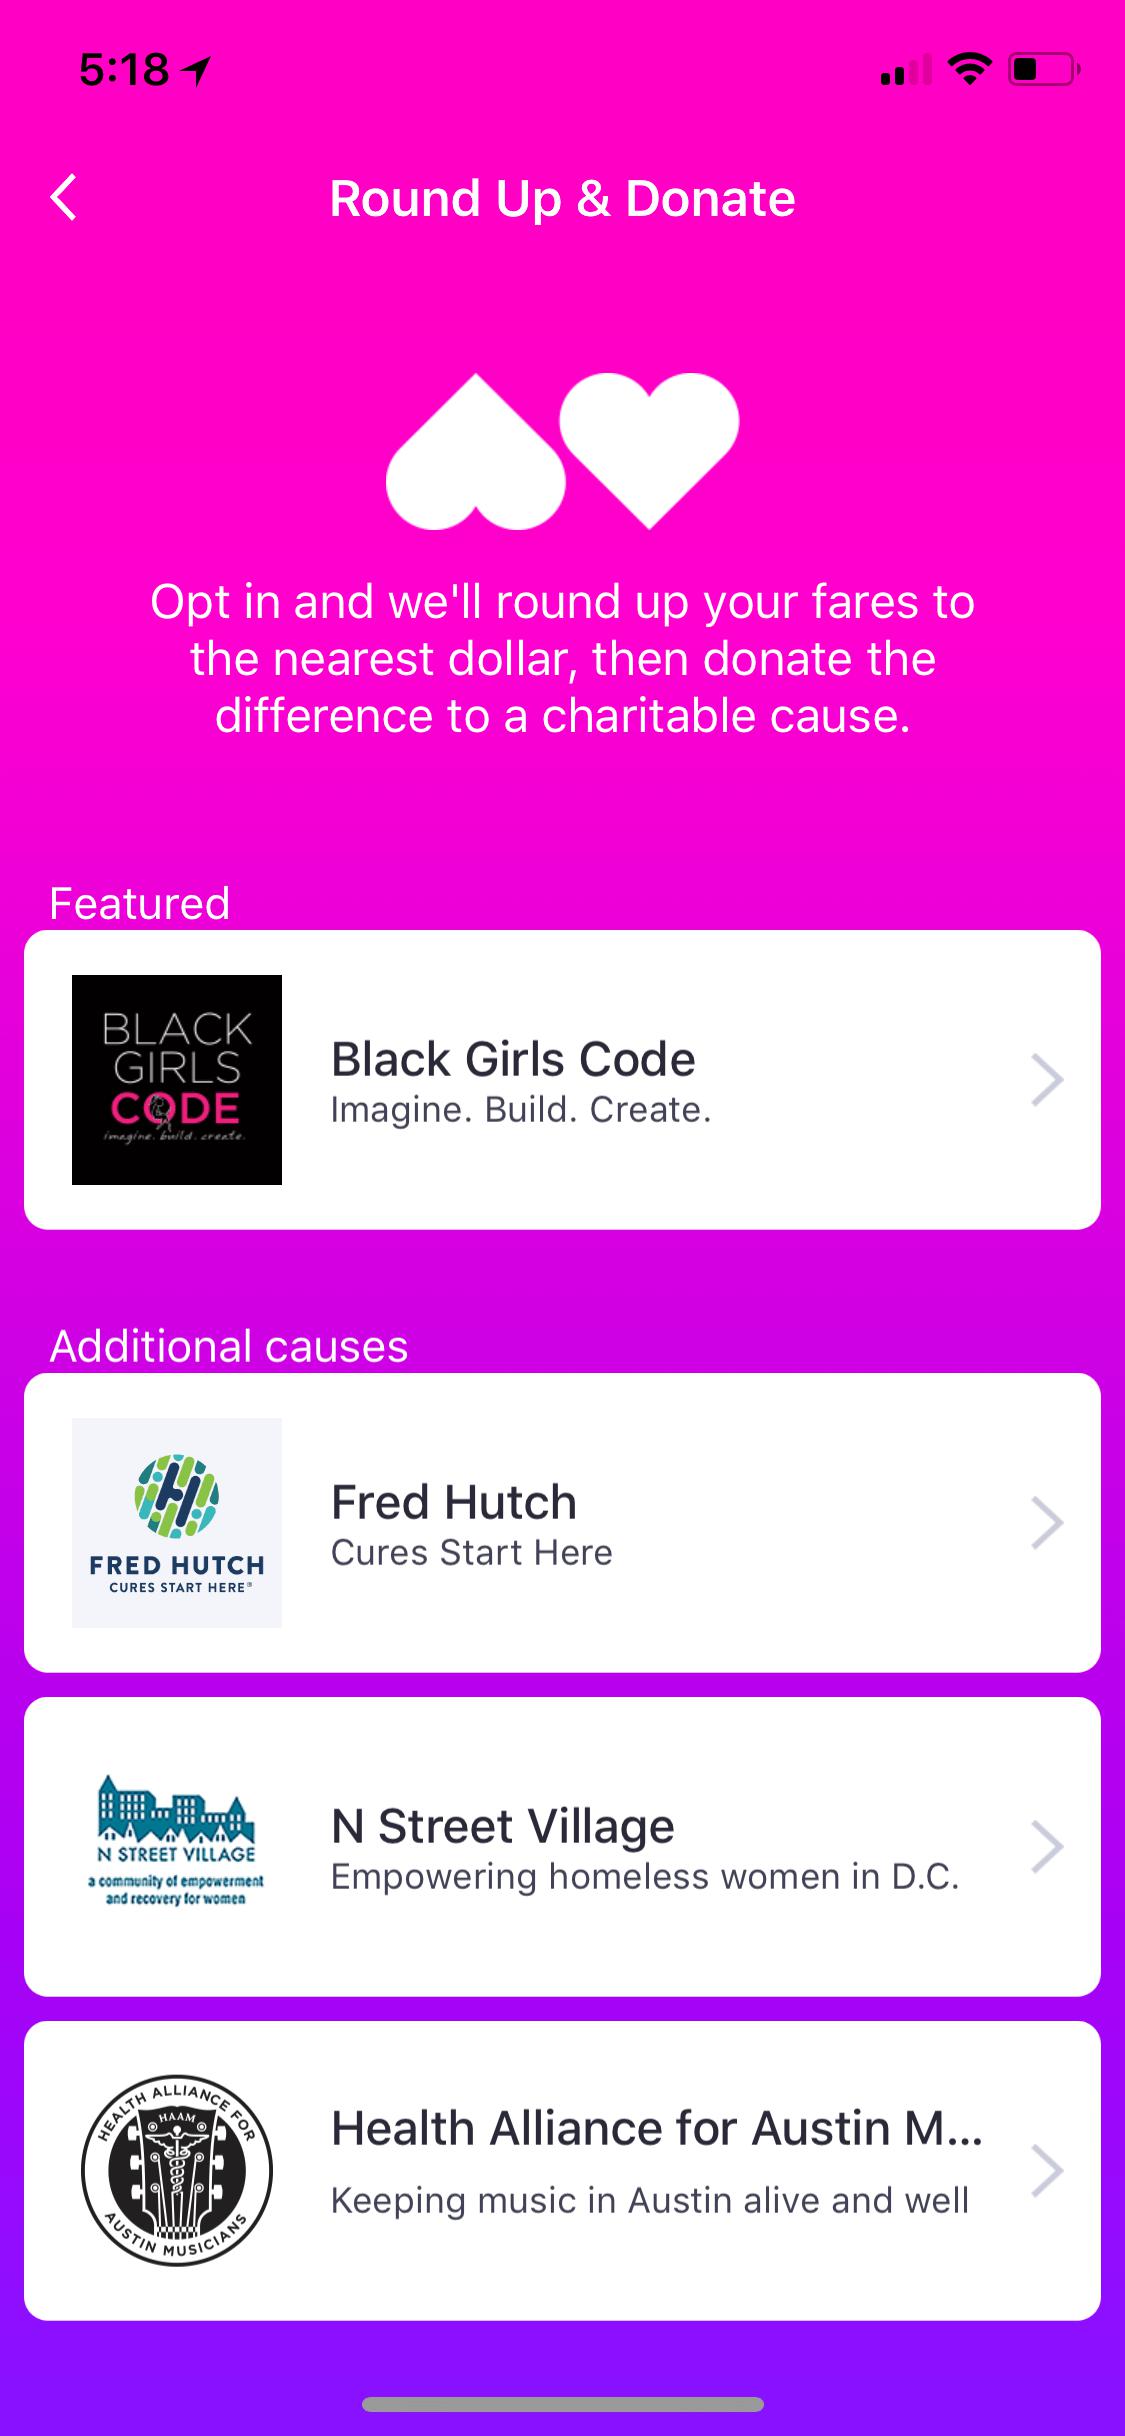 5:18
Round Up & Donate
Opt in and we'll round up your fares to
the nearest dollar, then donate the
difference to a charitable cause.
Featured
BLACK
GIRLS
CODE
imagine. build. create.
Black Girls Code
Imagine. Build. Create.
Additional causes
FRED HUTCH
CURES START HERE®
Fred Hutch
Cures Start Here
N STREET VILLAGE
a community of empowerment
and recovery for women
N Street Village
Empowering homeless women in D.C.
HEALTH ALLIANCE FOR
HAAM
AUSTIN MUSICIANS
Health Alliance for Austin M...
Keeping music in Austin alive and well